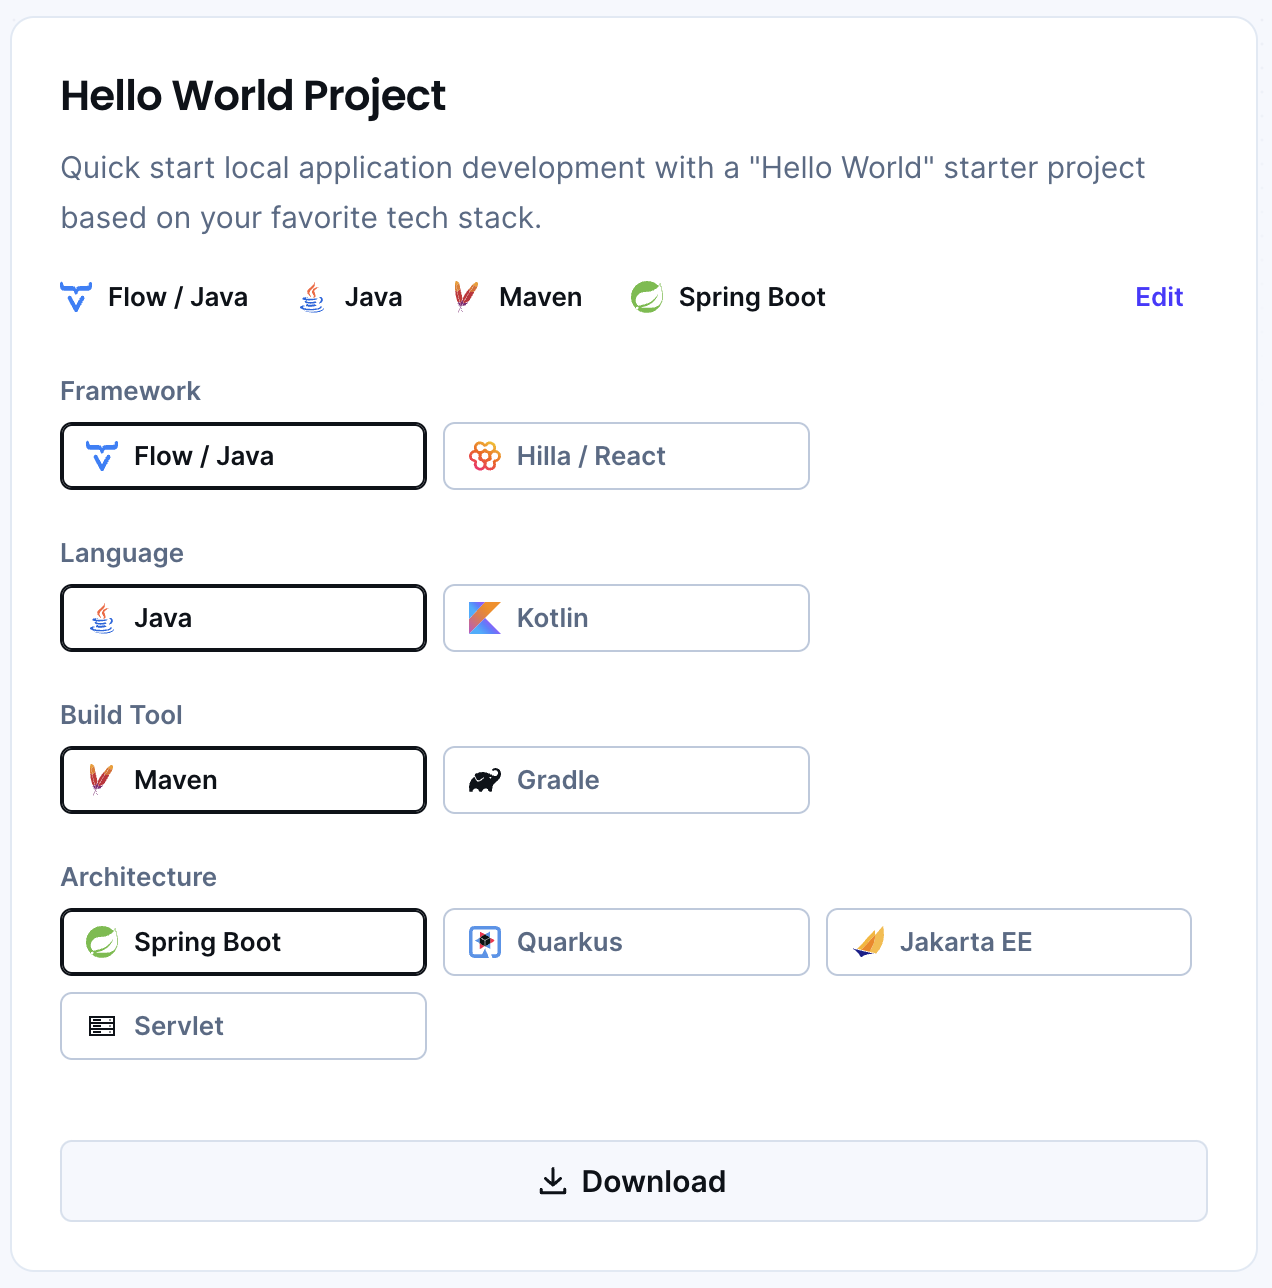 Hello World Project
Quick start local application development with a "Hello World" starter project
based on your favorite tech stack.
Flow / Java Java Maven Spring Boot Edit
Framework
Flow / Java Hilla / React
Language
Java Kotlin
Build Tool
Maven Gradle
Architecture
Spring Boot Quarkus Jakarta EE
Servlet
Download